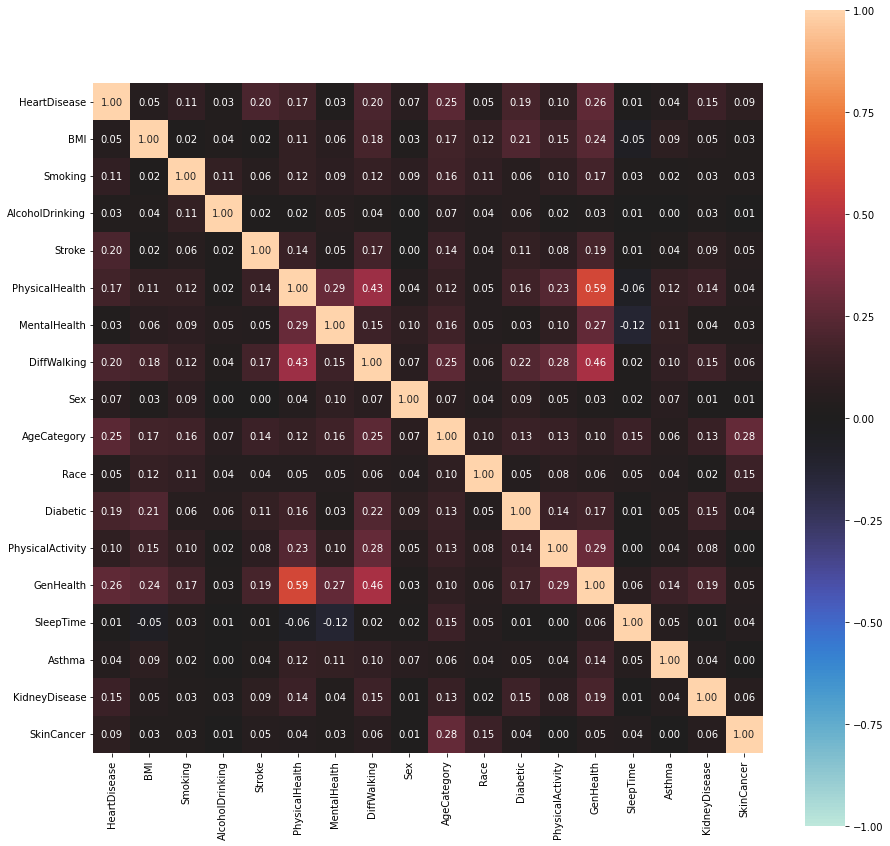 HeartDisease 1.00 0.05 0.11 0.03 0.20 0.17 0.03 0.20 0.07 0.25 0.05 0.19 0.10 0.26 0.01 0.04 0.15 0.09
BMI 0.05 1.00 0.02 0.04 0.02 0.11 0.06 0.18 0.03 0.17 0.12 0.21 0.15 0.24 -0.05 0.09 0.05 0.03
Smoking 0.11 0.02 1.00 0.11 0.06 0.12 0.09 0.12 0.09 0.16 0.11 0.06 0.10 0.17 0.03 0.02 0.03 0.03
AlcoholDrinking 0.03 0.04 0.11 1.00 0.02 0.02 0.05 0.04 0.00 0.07 0.04 0.06 0.02 0.03 0.01 0.00 0.03 0.01
Stroke 0.20 0.02 0.06 0.02 1.00 0.14 0.05 0.17 0.00 0.14 0.04 0.11 0.08 0.19 0.01 0.04 0.09 0.05
PhysicalHealth 0.17 0.11 0.12 0.02 0.14 1.00 0.29 0.43 0.04 0.12 0.05 0.16 0.23 0.59 -0.06 0.12 0.14 0.04
MentalHealth 0.03 0.06 0.09 0.05 0.05 0.29 1.00 0.15 0.10 0.16 0.05 0.03 0.10 0.27 -0.12 0.11 0.04 0.03
DiffWalking 0.20 0.18 0.12 0.04 0.17 0.43 0.15 1.00 0.07 0.25 0.06 0.22 0.28 0.46 0.02 0.10 0.15 0.06
Sex 0.07 0.03 0.09 0.00 0.00 0.04 0.10 0.07 1.00 0.07 0.04 0.09 0.05 0.03 0.02 0.07 0.01 0.01
AgeCategory 0.25 0.17 0.16 0.07 0.14 0.12 0.16 0.25 0.07 1.00 0.10 0.13 0.13 0.10 0.15 0.06 0.13 0.28
Race 0.05 0.12 0.11 0.04 0.04 0.05 0.05 0.06 0.04 0.10 1.00 0.05 0.08 0.06 0.05 0.04 0.02 0.15
Diabetic 0.19 0.21 0.06 0.06 0.11 0.16 0.03 0.22 0.09 0.13 0.05 1.00 0.14 0.17 0.01 0.05 0.15 0.04
PhysicalActivity 0.10 0.15 0.10 0.02 0.08 0.23 0.10 0.28 0.05 0.13 0.08 0.14 1.00 0.29 0.00 0.04 0.08 0.00
GenHealth 0.26 0.24 0.17 0.03 0.19 0.59 0.27 0.46 0.03 0.10 0.06 0.17 0.29 1.00 0.06 0.14 0.19 0.05
SleepTime 0.01 -0.05 0.03 0.01 0.01 -0.06 -0.12 0.02 0.02 0.15 0.05 0.01 0.00 0.06 1.00 0.05 0.01 0.04
Asthma 0.04 0.09 0.02 0.00 0.04 0.12 0.11 0.10 0.07 0.06 0.04 0.05 0.04 0.14 0.05 1.00 0.04 0.00
KidneyDisease 0.15 0.05 0.03 0.03 0.09 0.14 0.04 0.15 0.01 0.13 0.02 0.15 0.08 0.19 0.01 0.04 1.00 0.06
SkinCancer 0.09 0.03 0.03 0.01 0.05 0.04 0.03 0.06 0.01 0.28 0.15 0.04 0.00 0.05 0.04 0.00 0.06 1.00
HeartDisease
BMI
Smoking
AlcoholDrinking
Stroke
PhysicalHealth
MentalHealth
DiffWalking
Sex
AgeCategory
Race
Diabetic
PhysicalActivity
GenHealth
SleepTime
Asthma
KidneyDisease
SkinCancer
1.00
0.75
0.50
0.25
0.00
−0.25
−0.50
−0.75
−1.00